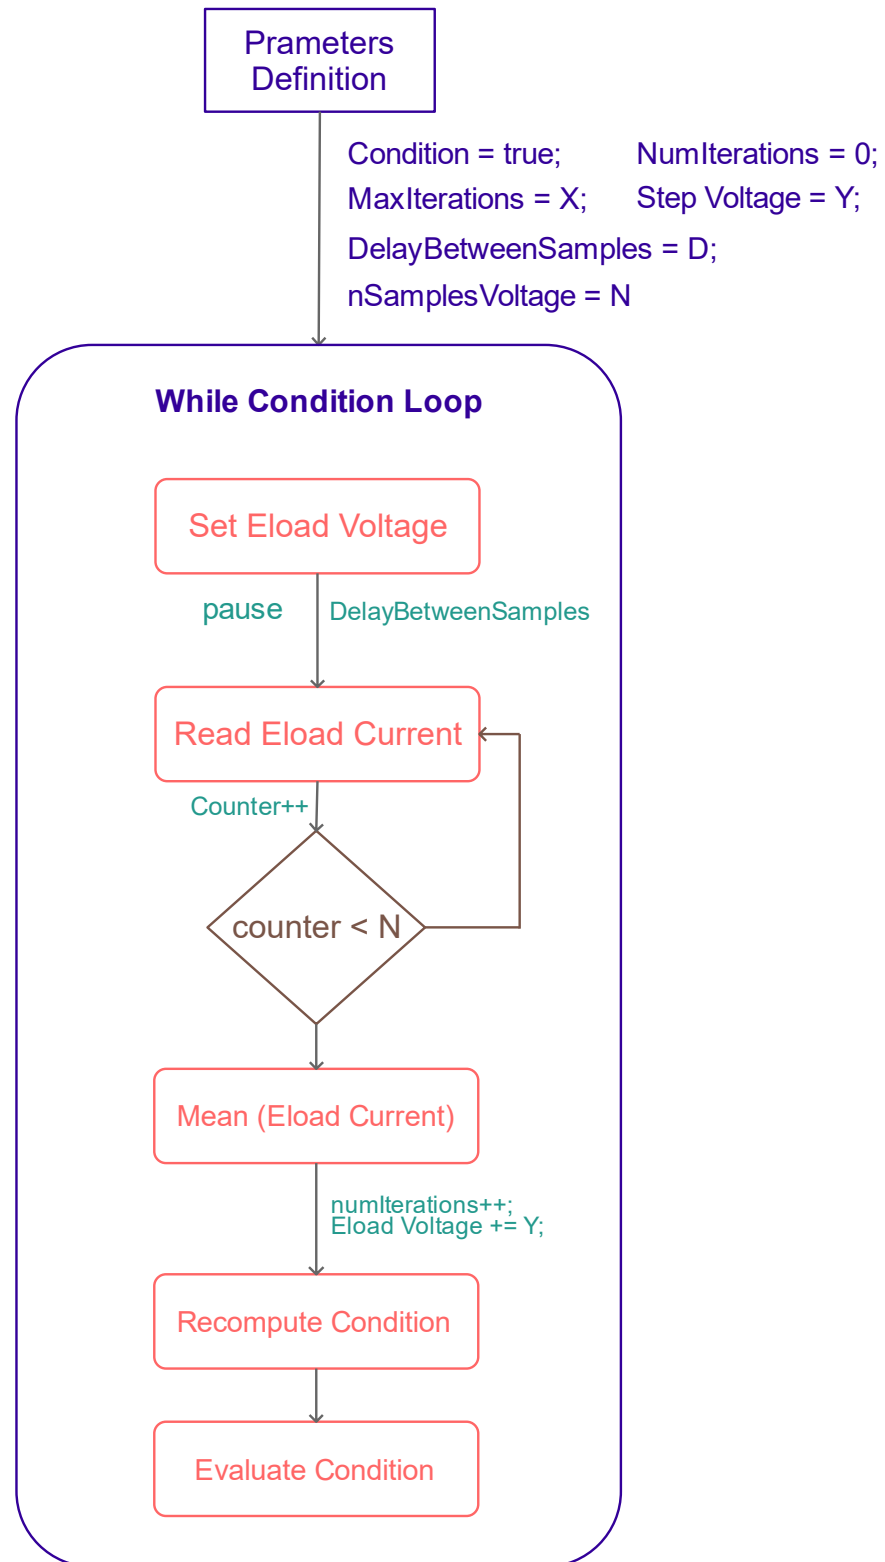 Prameters
Definition
Condition = true; NumIterations = 0;
MaxIterations = X; Step Voltage = Y;
DelayBetweenSamples = D;
nSamplesVoltage = N
While Condition Loop
Set Eload Voltage
pause DelayBetweenSamples
Read Eload Current
Counter++
counter < N
Mean (Eload Current)
numIterations++;
Eload Voltage += Y;
Recompute Condition
Evaluate Condition